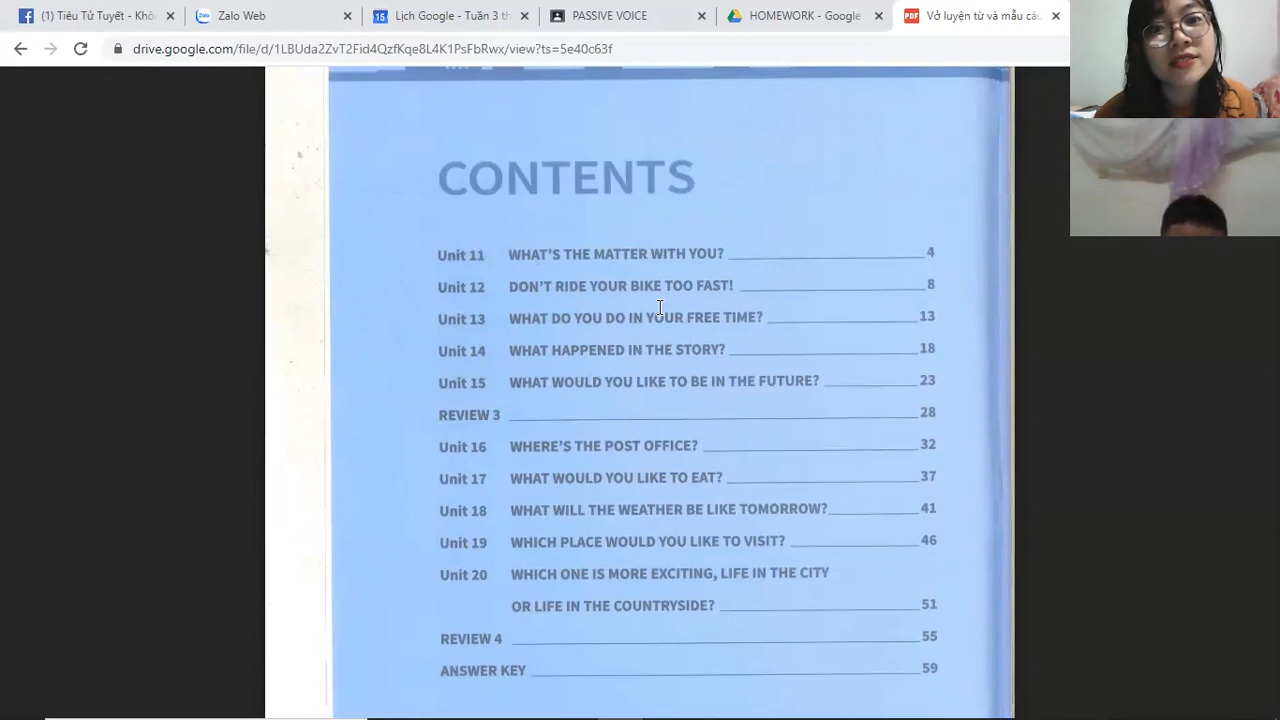 (1) Tiêu Tử Tuyết - Khó
Zalo Web
Lịch Google - Tuần 3 th
PASSIVE VOICE
HOMEWORK - Google
PDF
Vở luyện từ và mẫu câu
15
drive.google.com/file/d/1LBUda2ZvT2Fid4QzfKqe8L4K1PsFbRwx/view?ts=5e40c63f
CONTENTS
Unit 11 WHAT'S THE MATTER WITH YOU? 4
Unit 12 DON'T RIDE YOUR BIKE TOO FAST! 8
Unit 13 WHAT DO YOU DO IN YOUR FREE TIME? 13
Unit 14 WHAT HAPPENED IN THE STORY? 18
Unit 15 WHAT WOULD YOU LIKE TO BE IN THE FUTURE? 23
REVIEW 3 28
Unit 16 WHERE'S THE POST OFFICE? 32
Unit 17 WHAT WOULD YOU LIKE TO EAT? 37
Unit 18 WHAT WILL THE WEATHER BE LIKE TOMORROW? 41
Unit 19 WHICH PLACE WOULD YOU LIKE TO VISIT? 46
Unit 20 WHICH ONE IS MORE EXCITING, LIFE IN THE CITY
OR LIFE IN THE COUNTRYSIDE? 51
REVIEW 4 55
ANSWER KEY 59